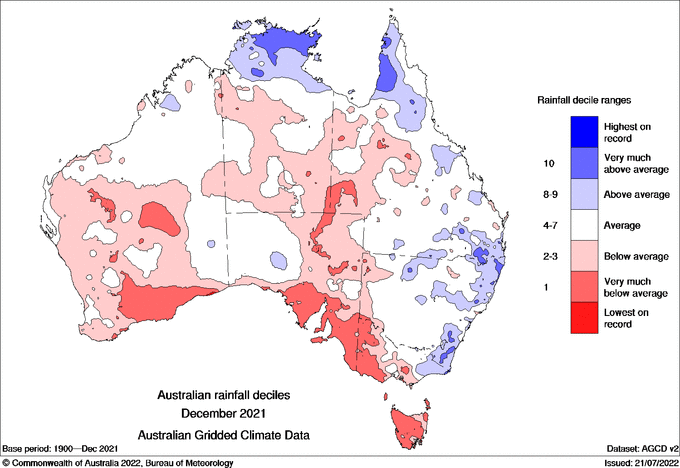 Rainfall decile ranges
Highest on
record
10
Very much
above average
8-9
Above average
4-7
Average
2-3
Below average
1
Very much
below average
Lowest on
record
Australian rainfall deciles
December 2021
Australian Gridded Climate Data
Base period: 1900—Dec 2021
Dataset: AGCD v2
© Commonwealth of Australia 2022, Bureau of Meteorology
Issued: 21/07/2022